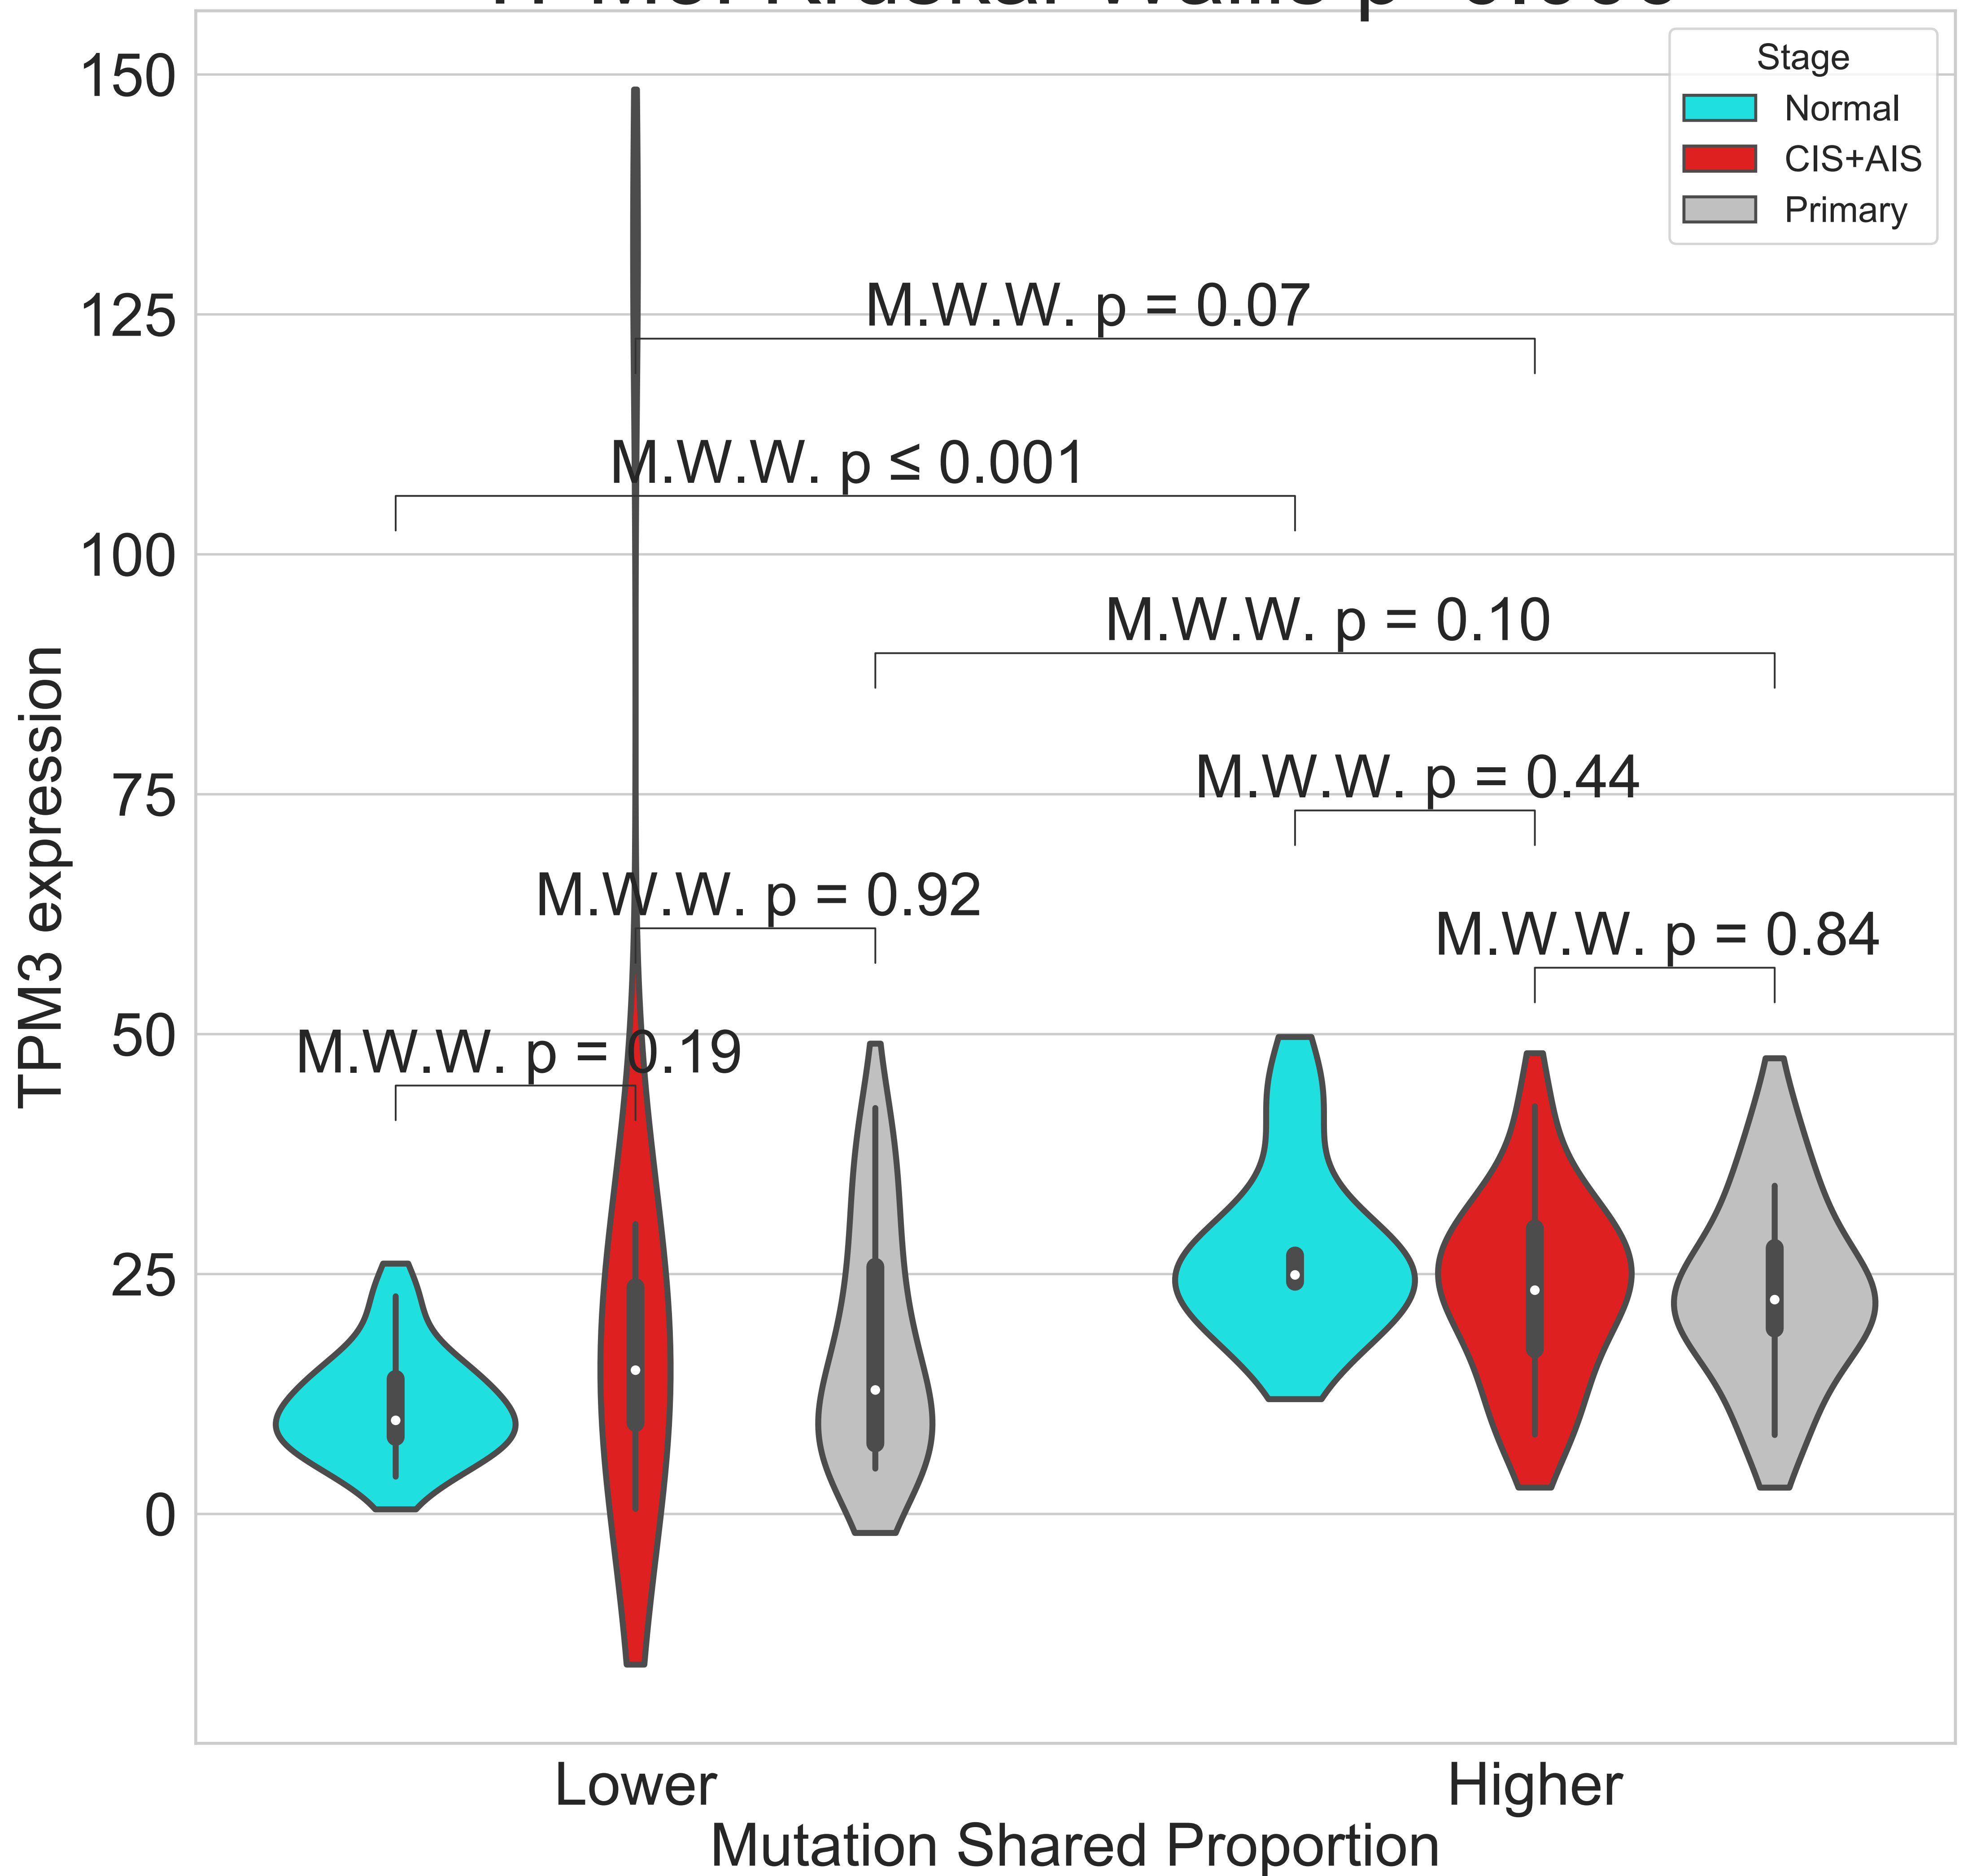 Stage
Normal
CIS+AIS
Primary
150
125
100
75
50
25
0
TPM3 expression
M.W.W. p = 0.07
M.W.W. p ≤ 0.001
M.W.W. p = 0.10
M.W.W. p = 0.44
M.W.W. p = 0.92
M.W.W. p = 0.84
M.W.W. p = 0.19
Lower
Higher
Mutation Shared Proportion